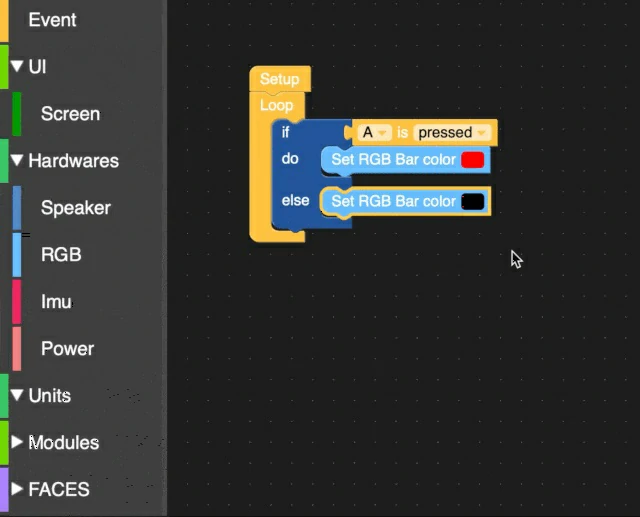 Event
UI
Screen
Hardwares
Speaker
RGB
Imu
Power
Units
Modules
FACES
Setup
Loop
if A is pressed
do Set RGB Bar color
else Set RGB Bar color